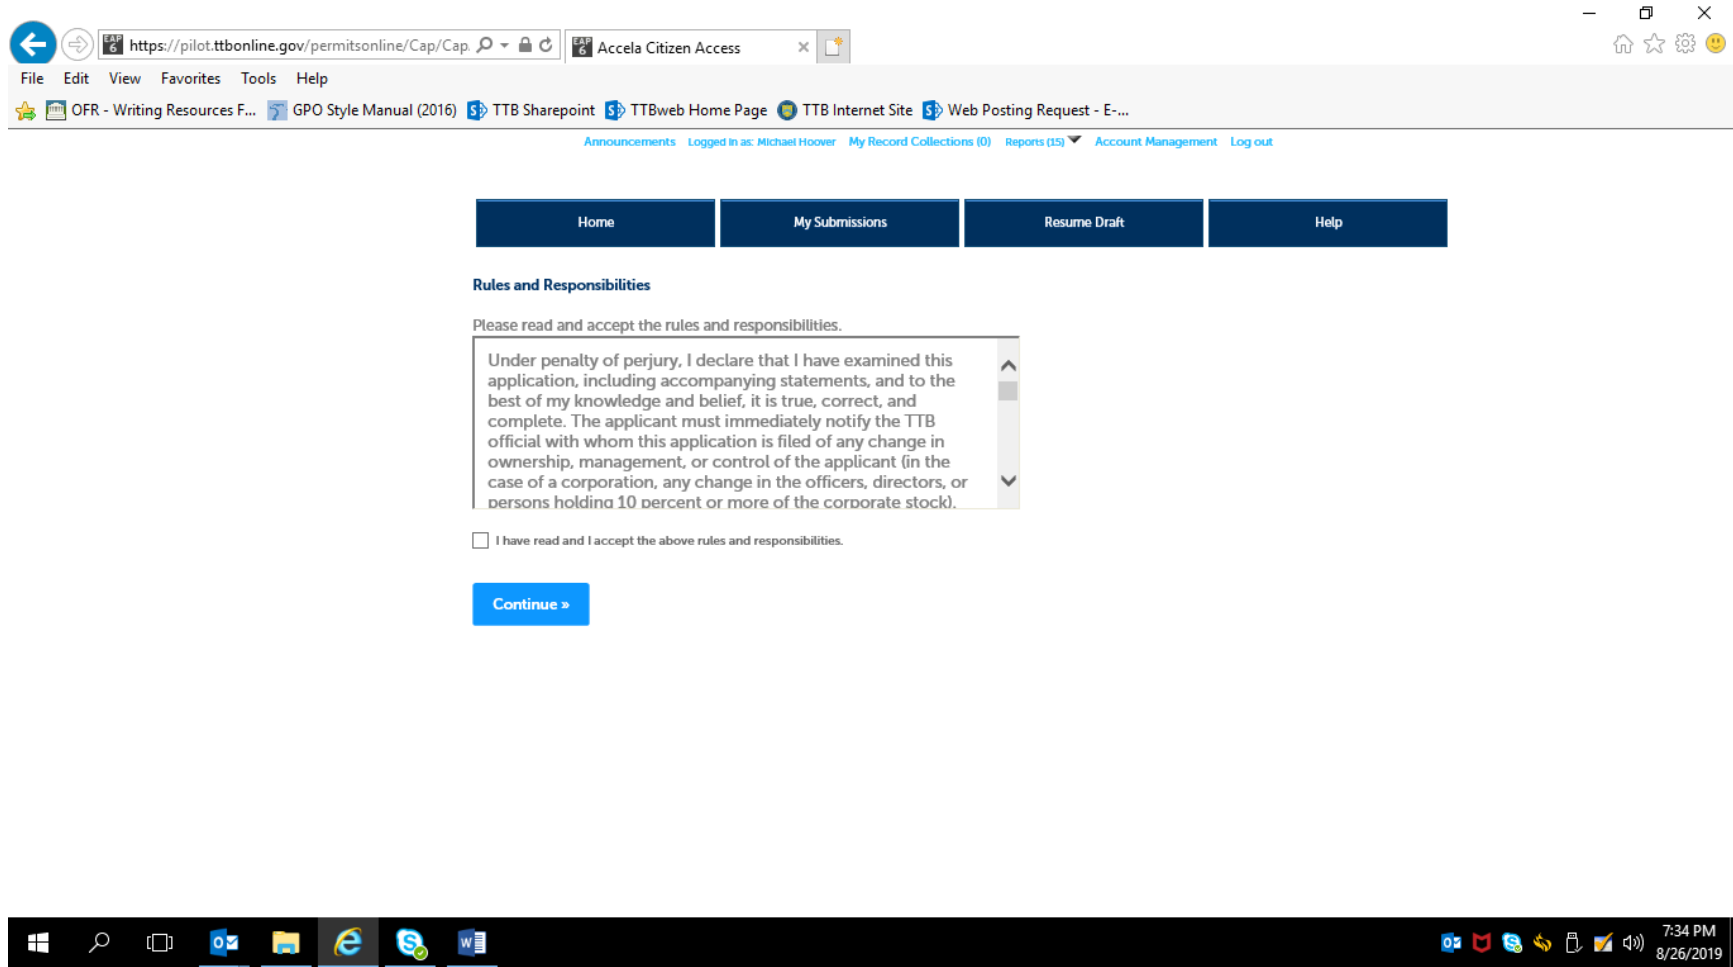 https://pilot.ttbonline.gov/permitsonline/Cap/Cap.
Accela Citizen Access
File Edit View Favorites Tools Help
OFR - Writing Resources F... GPO Style Manual (2016) TTB Sharepoint TTBweb Home Page TTB Internet Site Web Posting Request - E-...
Announcements Logged in as: Michael Hoover My Record Collections (0) Reports (15) Account Management Log out
Home My Submissions Resume Draft Help
Rules and Responsibilities
Please read and accept the rules and responsibilities.
Under penalty of perjury, I declare that I have examined this
application, including accompanying statements, and to the
best of my knowledge and belief, it is true, correct, and
complete. The applicant must immediately notify the TTB
official with whom this application is filed of any change in
ownership, management, or control of the applicant (in the
case of a corporation, any change in the officers, directors, or
persons holding 10 percent or more of the corporate stock).
I have read and I accept the above rules and responsibilities.
Continue »
7:34 PM
8/26/2019